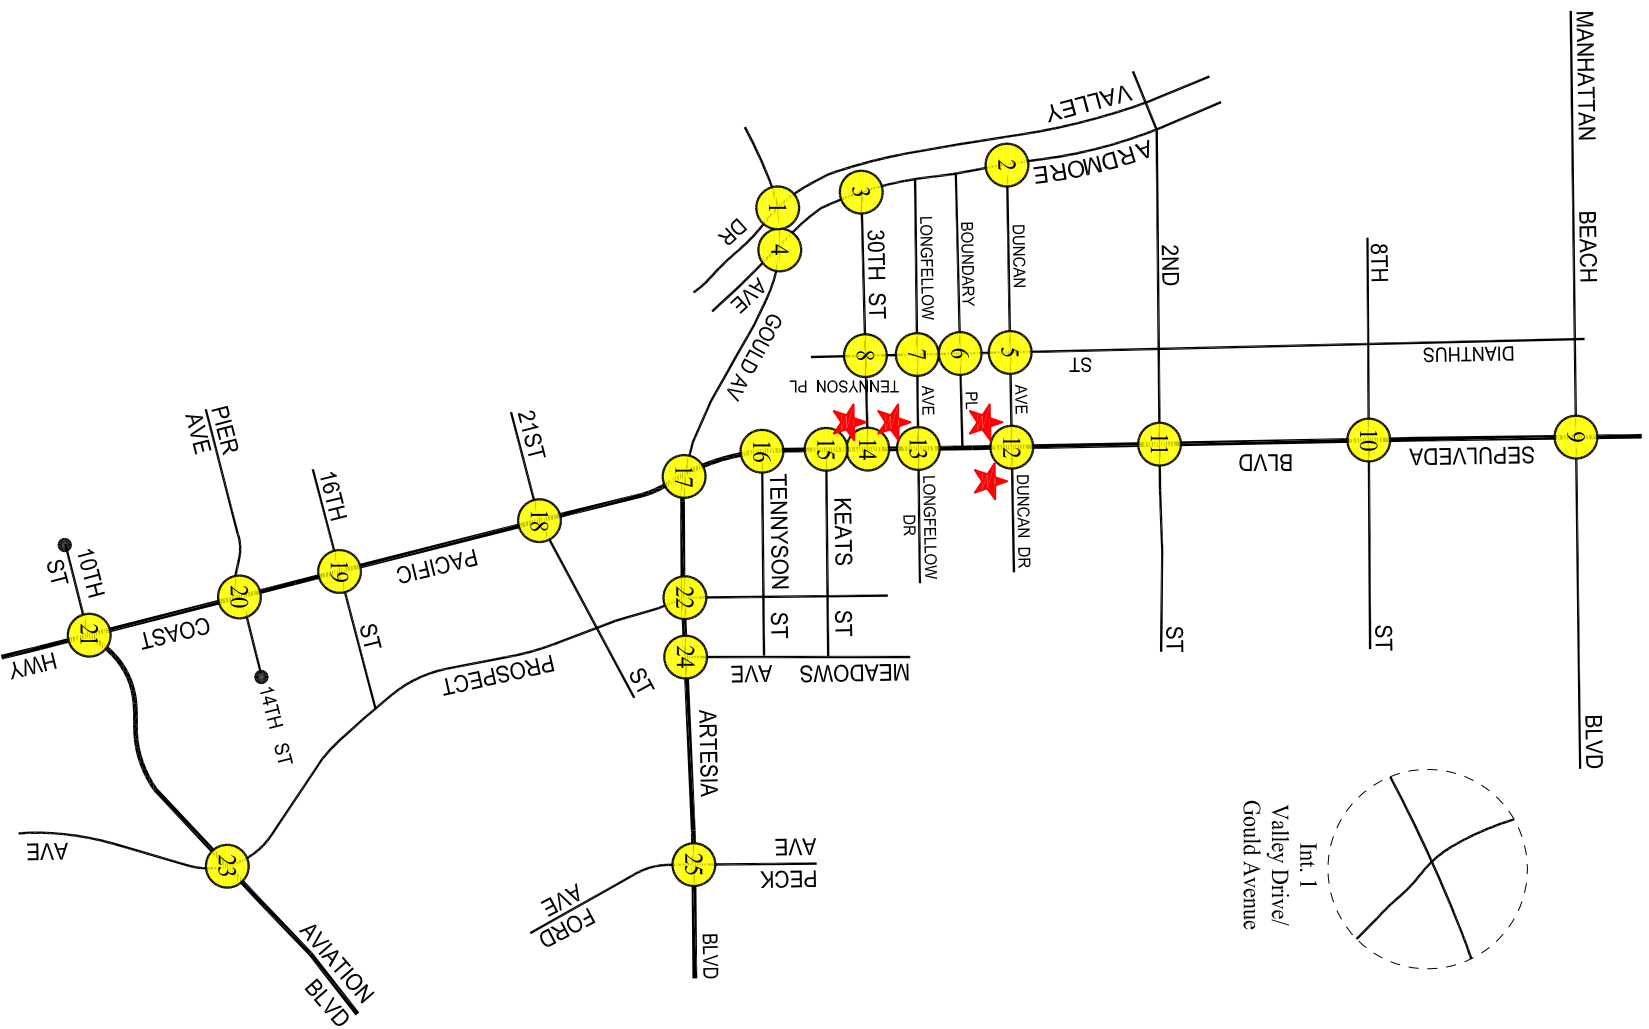 MANHATTAN
BEACH
BLVD
VALLEY
DR
ARDMORE
AVE
2ND
ST
8TH
ST
DIANTHUS
ST
DUNCAN
AVE
DUNCAN DR
BOUNDARY
PL
LONGFELLOW
AVE
LONGFELLOW
DR
30TH ST
TENNYSON PL
GOULD AV
SEPULVEDA
BLVD
KEATS
ST
TENNYSON
ST
MEADOWS
AVE
21ST
ST
PIER
AVE
16TH
ST
10TH
ST
14TH ST
PACIFIC
COAST
HWY
PROSPECT
AVE
ARTESIA
BLVD
PECK
AVE
FORD
AVE
AVIATION
BLVD
1
2
3
4
5
6
7
8
9
10
11
12
13
14
15
16
17
18
19
20
21
22
23
24
25
Int. 1
Valley Drive/
Gould Avenue